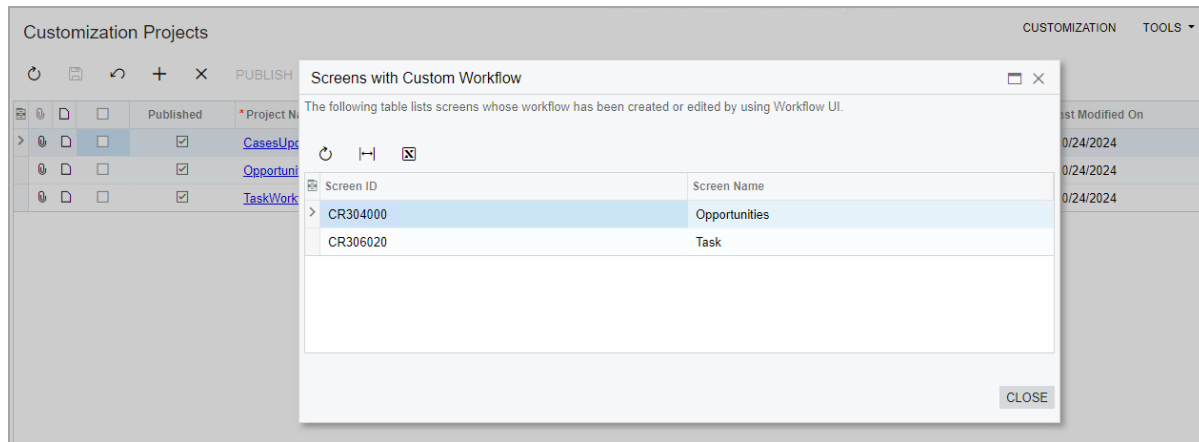 Customization Projects
CUSTOMIZATION TOOLS
PUBLISH
Screens with Custom Workflow
The following table lists screens whose workflow has been created or edited by using Workflow UI.
Published *Project Na ast Modified On
CasesUpd 0/24/2024
Opportuni 0/24/2024
TaskWork 0/24/2024
Screen ID Screen Name
CR304000 Opportunities
CR306020 Task
CLOSE